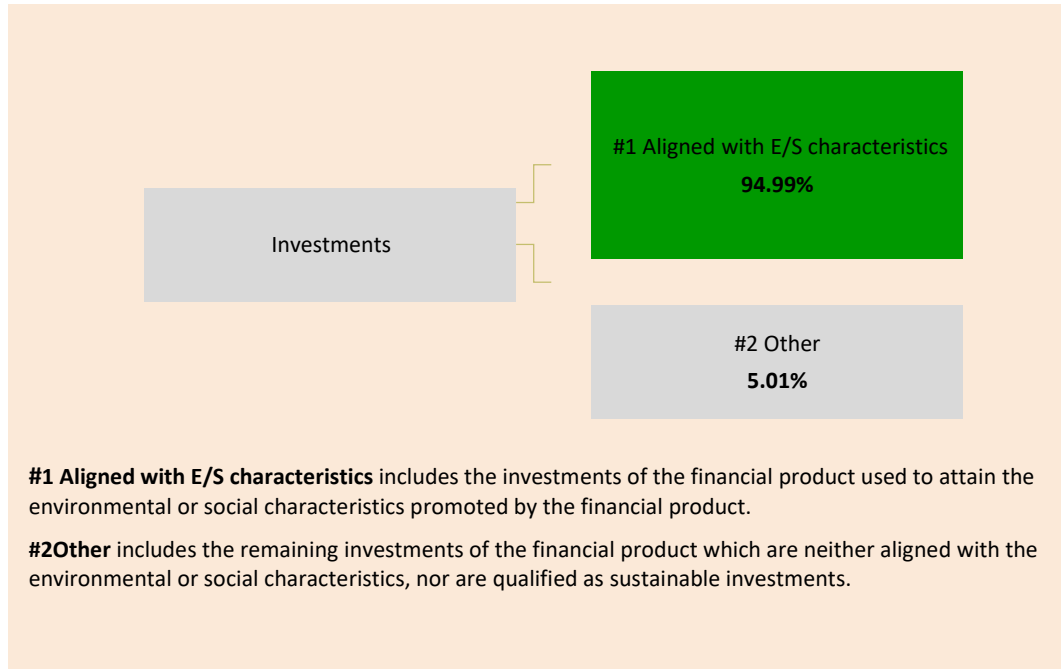 #1 Aligned with E/S characteristics
94.99%
Investments
#2 Other
5.01%
#1 Aligned with E/S characteristics includes the investments of the financial product used to attain the
environmental or social characteristics promoted by the financial product.
#2Other includes the remaining investments of the financial product which are neither aligned with the
environmental or social characteristics, nor are qualified as sustainable investments.